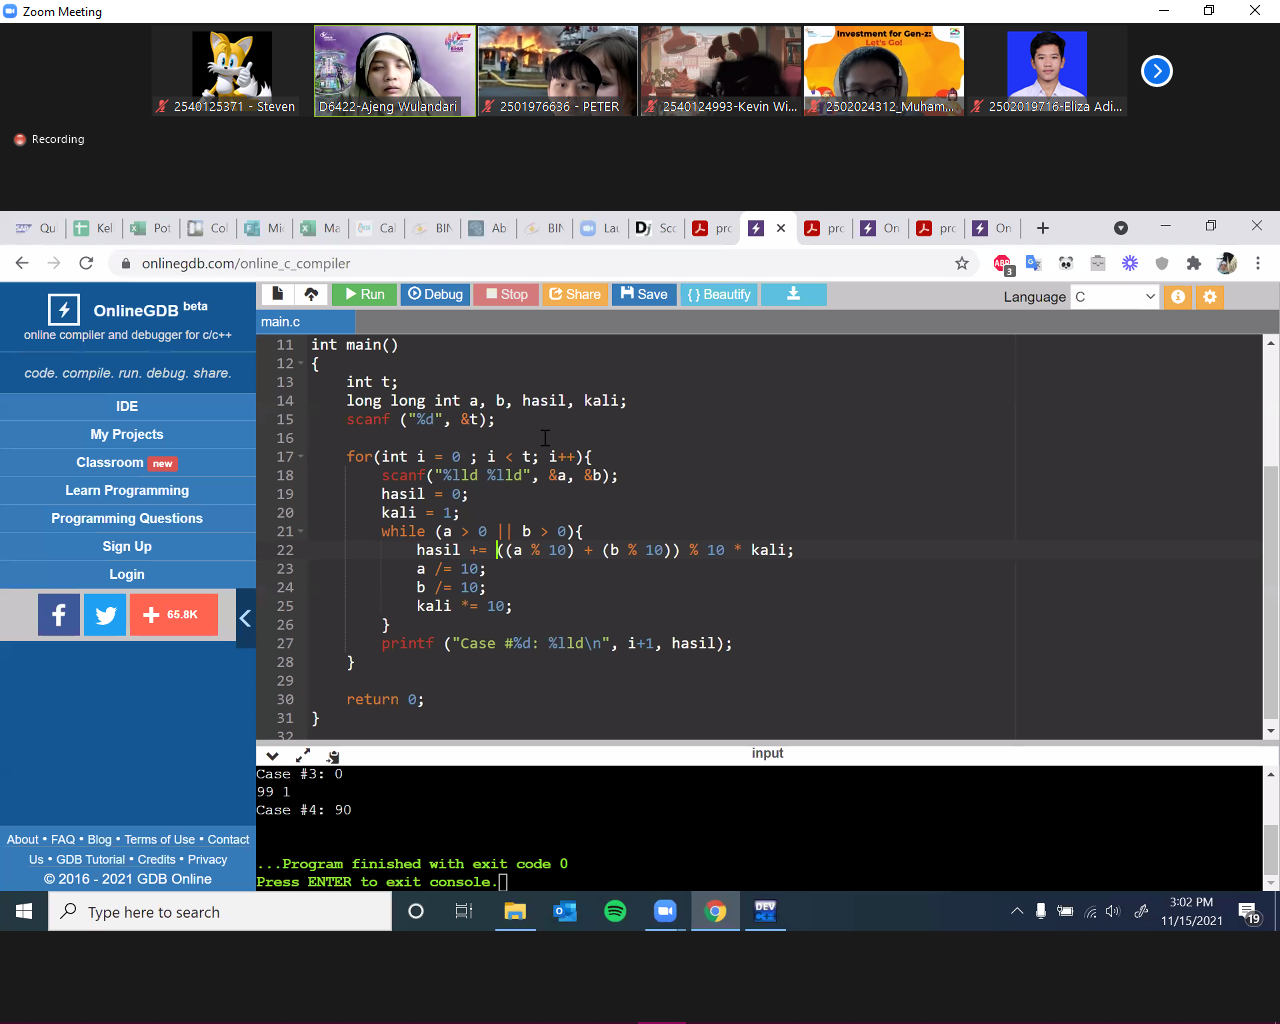 Zoom Meeting
Investment for Gen-z:
Let's Go!
2540125371 - Steven
D6422-Ajeng Wulandari
2501976636 - PETER
2540124993-Kevin Wi...
2502024312_Muham...
2502019716-Eliza Adi...
Recording
Qu
Kel
Pot
Col
Mic
Ma
Cal
BIN
Ab
BIN
Lau
Sco
pro
pro
On
pro
On
onlinegdb.com/online_c_compiler
ABP
3
OnlineGDB beta
online compiler and debugger for c/c++
code. compile. run. debug. share.
IDE
My Projects
Classroom new
Learn Programming
Programming Questions
Sign Up
Login
+ 65.8K
About • FAQ • Blog • Terms of Use • Contact
Us • GDB Tutorial • Credits • Privacy
© 2016 - 2021 GDB Online
Run
Debug
Stop
Share
Save
{ } Beautify
Language C
main.c
11 int main()
12 {
13 int t;
14 long long int a, b, hasil, kali;
15 scanf ("%d", &t);
16
17 for(int i = 0 ; i < t; i++){
18 scanf("%lld %lld", &a, &b);
19 hasil = 0;
20 kali = 1;
21 while (a > 0 || b > 0){
22 hasil += ((a % 10) + (b % 10)) % 10 * kali;
23 a /= 10;
24 b /= 10;
25 kali *= 10;
26 }
27 printf ("Case #%d: %lld\n", i+1, hasil);
28 }
29
30 return 0;
31 }
32
input
Case #3: 0
99 1
Case #4: 90
...Program finished with exit code 0
Press ENTER to exit console.
Type here to search
DEV
3:02 PM
11/15/2021
19